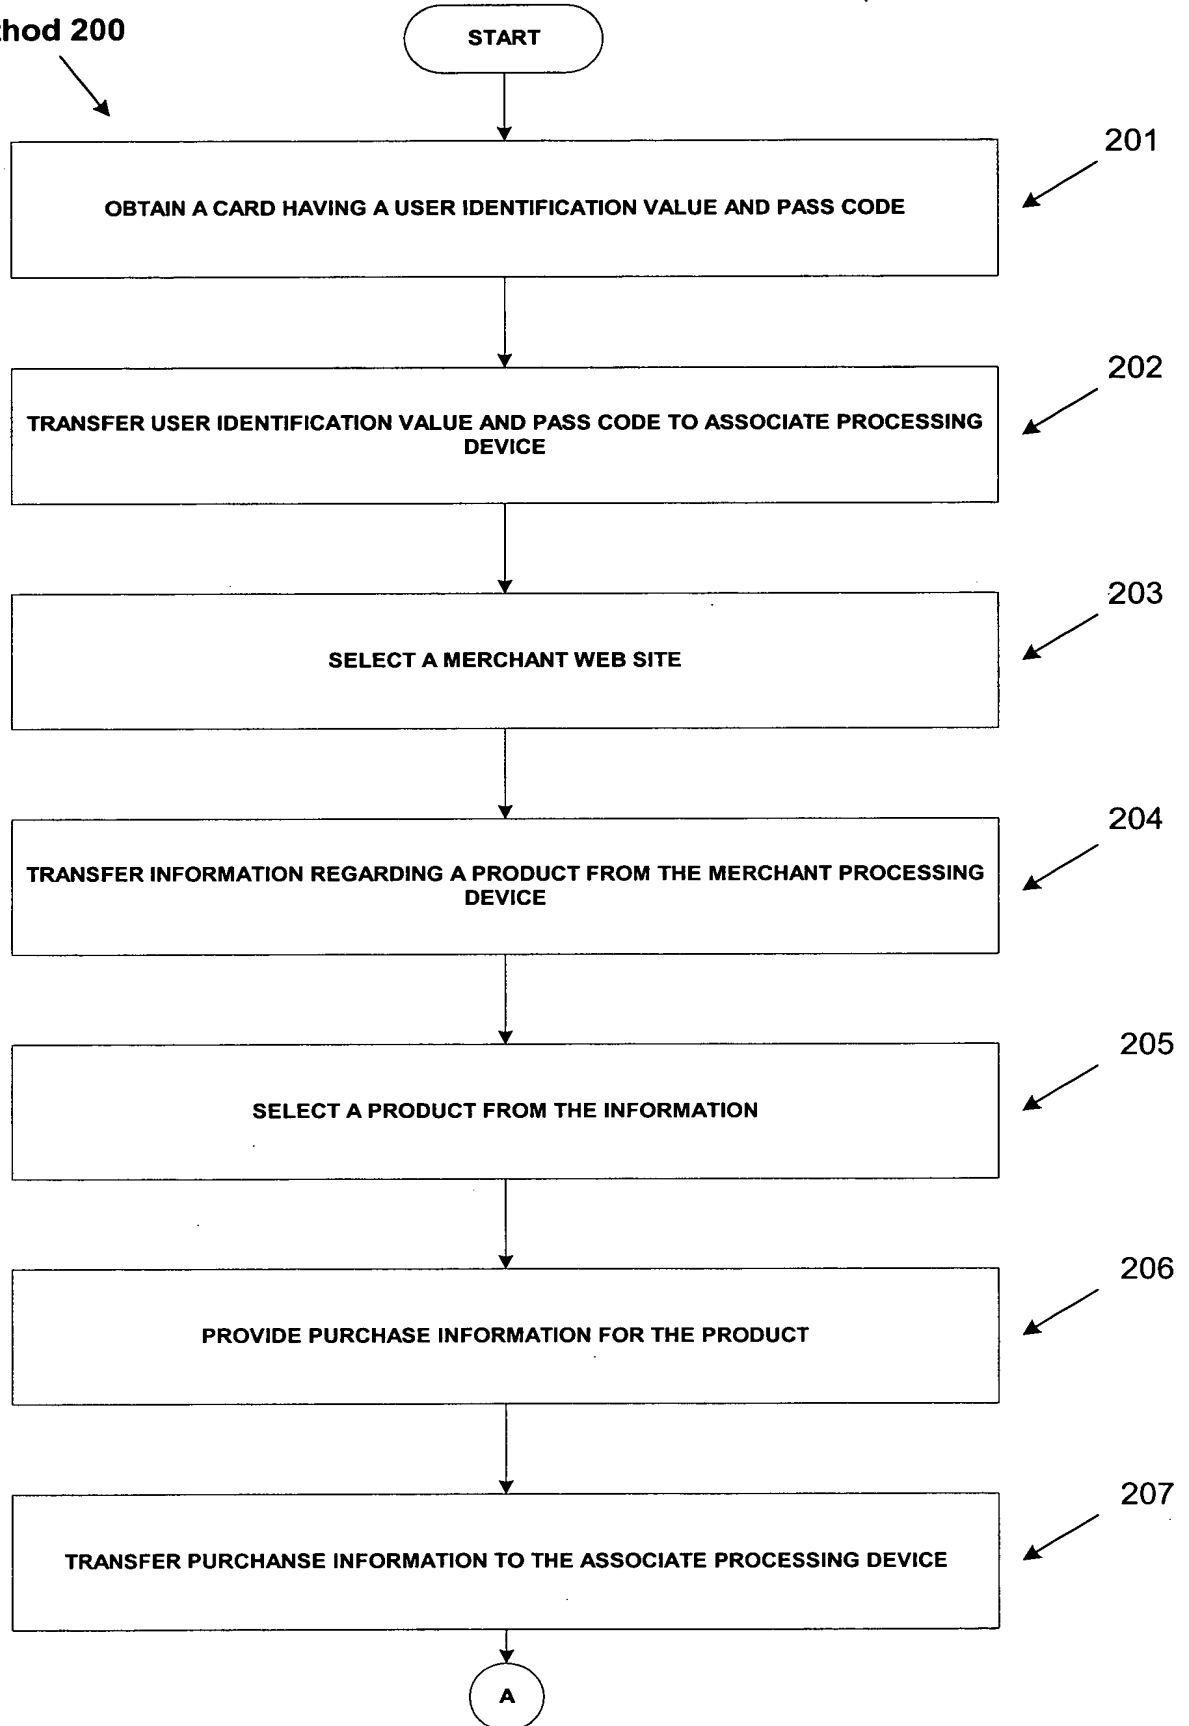 thod 200
START
201
OBTAIN A CARD HAVING A USER IDENTIFICATION VALUE AND PASS CODE
202
TRANSFER USER IDENTIFICATION VALUE AND PASS CODE TO ASSOCIATE PROCESSING
DEVICE
203
SELECT A MERCHANT WEB SITE
204
TRANSFER INFORMATION REGARDING A PRODUCT FROM THE MERCHANT PROCESSING
DEVICE
205
SELECT A PRODUCT FROM THE INFORMATION
206
PROVIDE PURCHASE INFORMATION FOR THE PRODUCT
207
TRANSFER PURCHANSE INFORMATION TO THE ASSOCIATE PROCESSING DEVICE
A